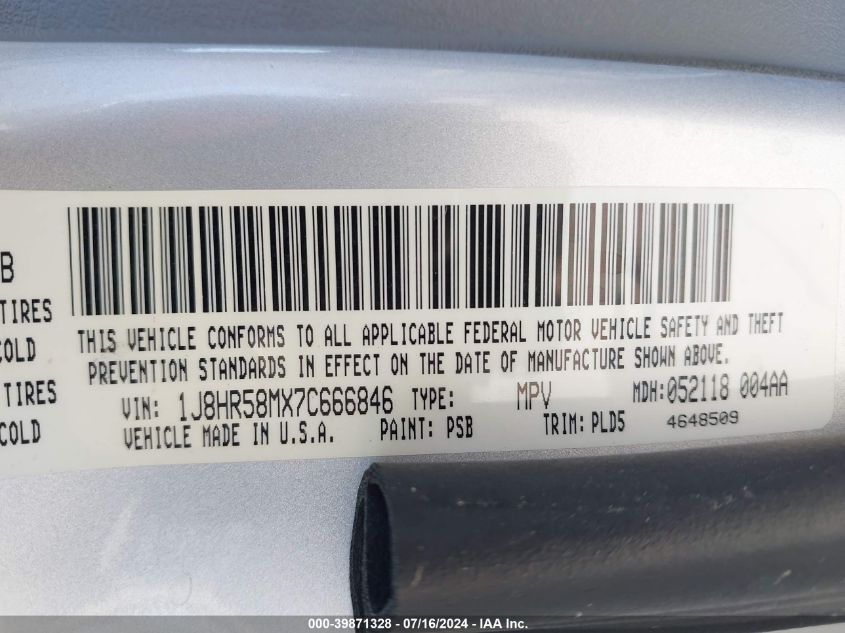 B
TIRES
COLD
TIRES
COLD
THIS VEHICLE CONFORMS TO ALL APPLICABLE FEDERAL MOTOR VEHICLE SAFETY AND THEFT
PREVENTION STANDARDS IN EFFECT ON THE DATE OF MANUFACTURE SHOWN ABOVE.
VIN: 1J8HR58MX7C666846 TYPE: MPV MDH:052118 004AA
VEHICLE MADE IN U.S.A. PAINT: PSB TRIM: PLD5 4648509
000-39871328 - 07/16/2024 - IAA Inc.